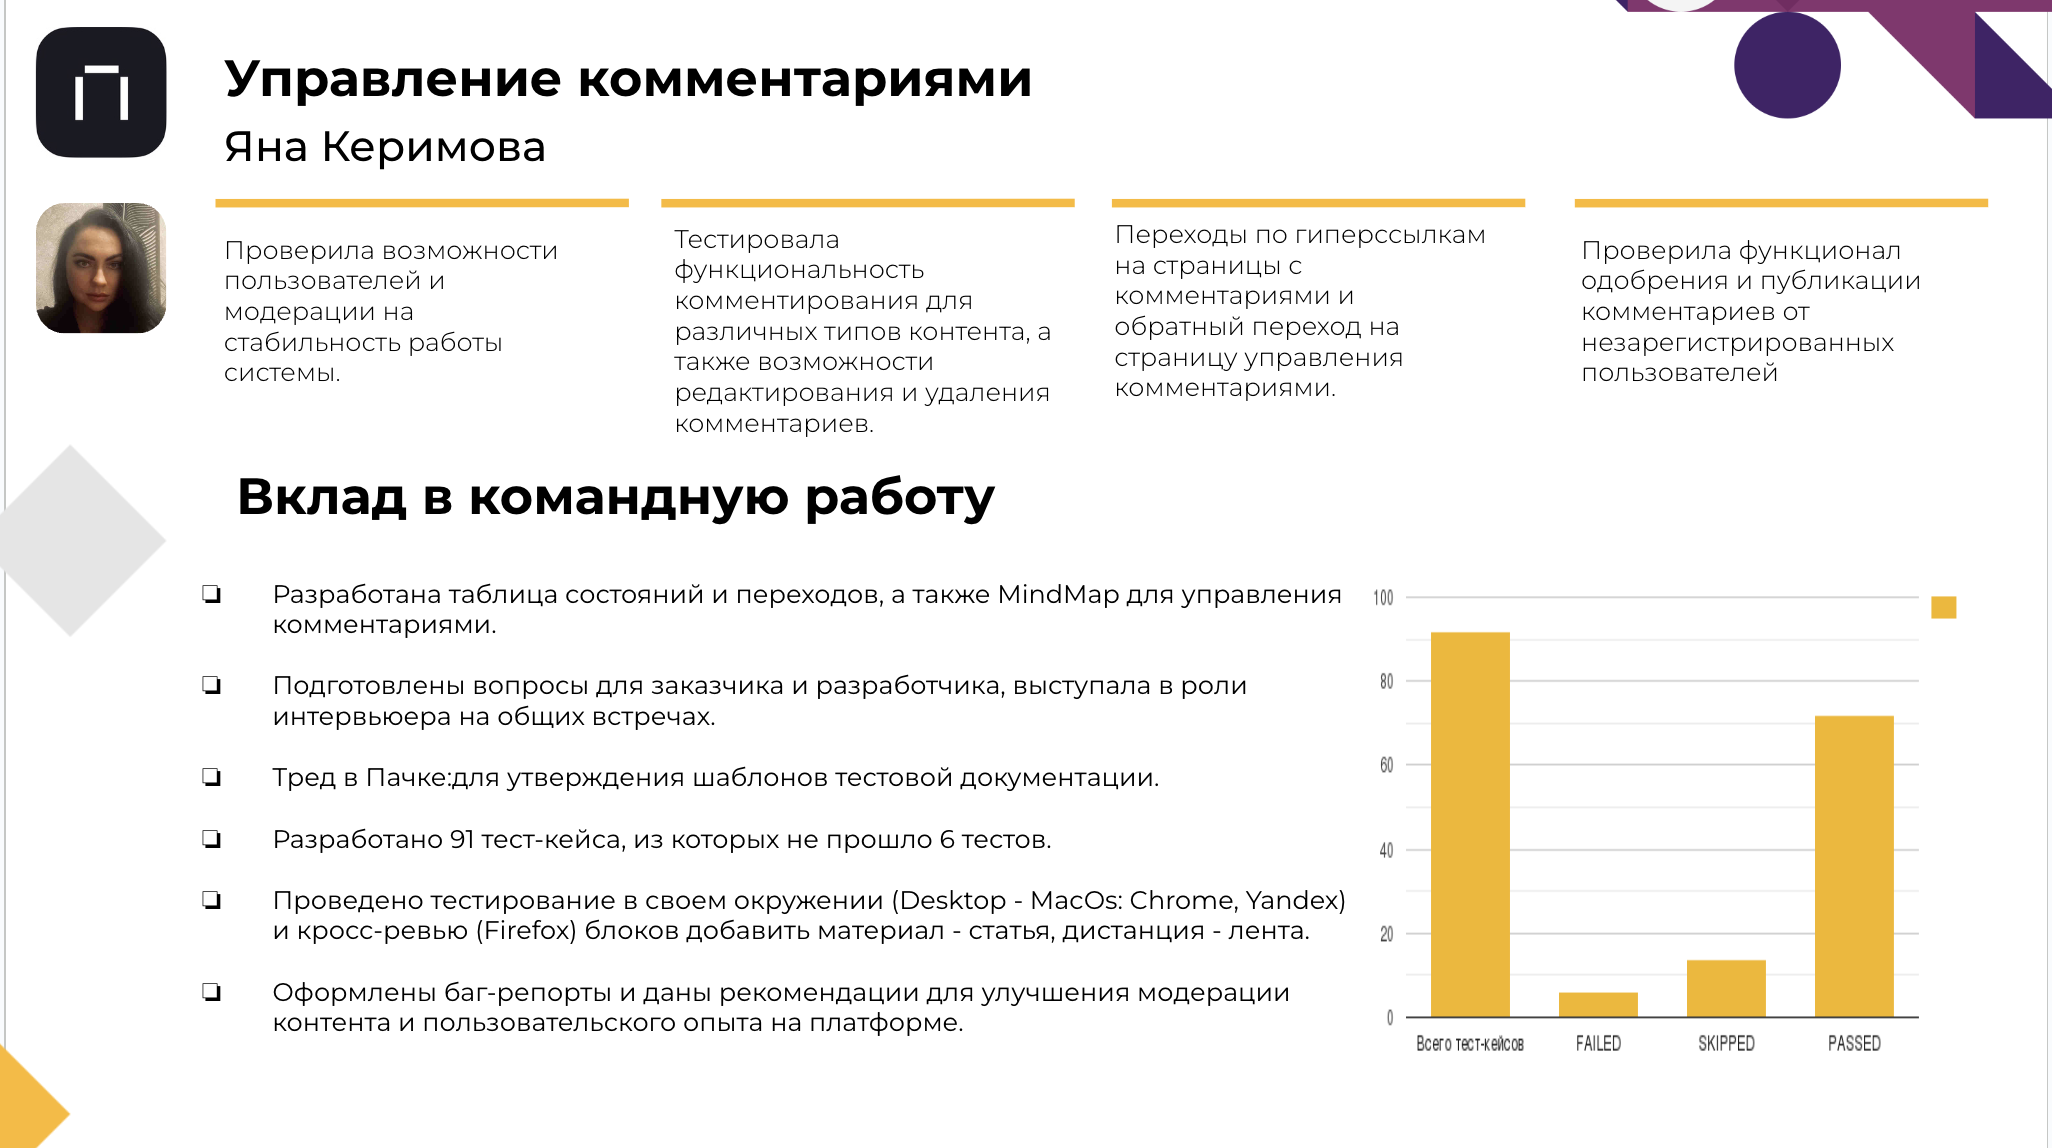 Управление комментариями
Яна Керимова
Проверила возможности
пользователей и
модерации на
стабильность работы
системы.
Тестировала
функциональность
комментирования для
различных типов контента, а
также возможности
редактирования и удаления
комментариев.
Переходы по гиперссылкам
на страницы с
комментариями и
обратный переход на
страницу управления
комментариями.
Проверила функционал
одобрения и публикации
комментариев от
незарегистрированных
пользователей
Вклад в командную работу
❏ Разработана таблица состояний и переходов, а также MindMap для управления
комментариями.
❏ Подготовлены вопросы для заказчика и разработчика, выступала в роли
интервьюера на общих встречах.
❏ Тред в Пачке:для утверждения шаблонов тестовой документации.
❏ Разработано 91 тест-кейса, из которых не прошло 6 тестов.
❏ Проведено тестирование в своем окружении (Desktop - MacOs: Chrome, Yandex)
и кросс-ревью (Firefox) блоков добавить материал - статья, дистанция - лента.
❏ Оформлены баг-репорты и даны рекомендации для улучшения модерации
контента и пользовательского опыта на платформе.
100
80
60
40
20
0
Всего тест-кейсов FAILED SKIPPED PASSED